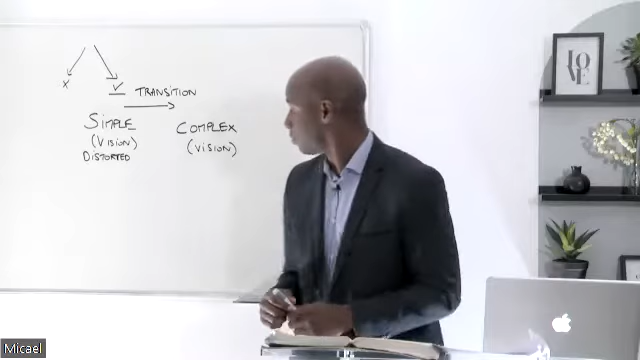 X ✓
TRANSITION
SIMPLE COMPLEX
(VISION) (VISION)
DISTORTED
LOVE
Micael